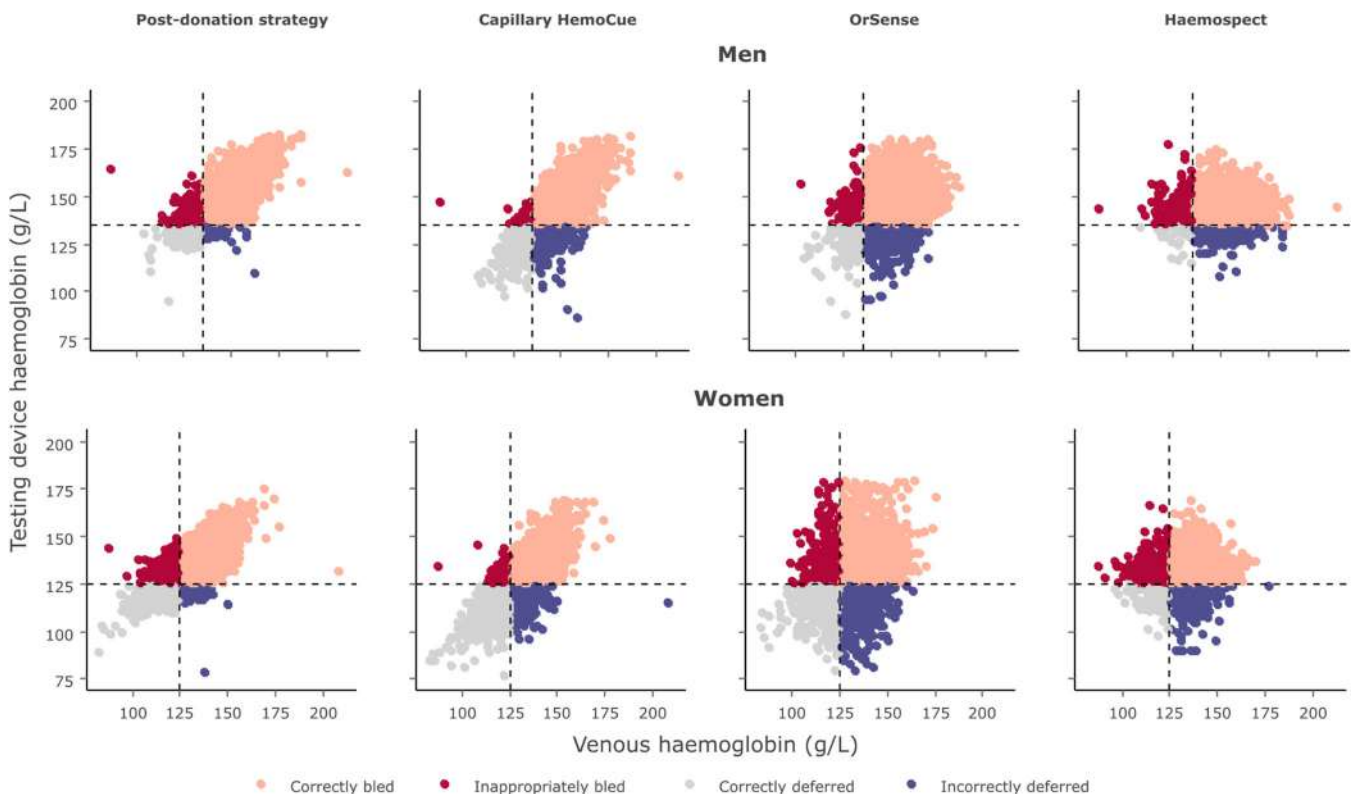 Post-donation strategy Capillary HemoCue OrSense Haemospect
Men
200
175
150
125
100
75
Testing device haemoglobin (g/L)
Women
200
175
150
125
100
75
100 125 150 175 200 100 125 150 175 200 100 125 150 175 200 100 125 150 175 200
Venous haemoglobin (g/L)
Correctly bled Inappropriately bled Correctly deferred Incorrectly deferred